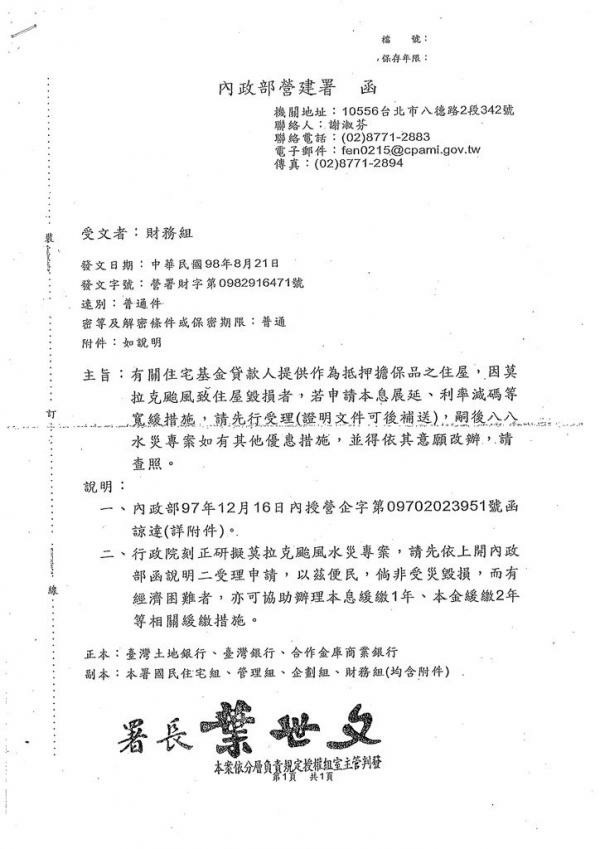 檔　　號：
保存年限：
內政部營建署　函
機關地址：10556台北市八德路2段342號
聯絡人：謝淑芬
聯絡電話：(02)8771-2883
電子郵件：fen0215@cpami.gov.tw
傳真：(02)8771-2894
受文者：財務組
發文日期：中華民國98年8月21日
發文字號：營署財字第0982916471號
速別：普通件
密等及解密條件或保密期限：普通
附件：如說明
主旨：有關住宅基金貸款人提供作為抵押擔保品之住屋，因莫
拉克颱風致住屋毀損者，若申請本息展延、利率減碼等
寬緩措施，請先行受理(證明文件可後補送)，嗣後八八
水災專案如有其他優惠措施，並得依其意願改辦，請
查照。
說明：
一、內政部97年12月16日內授營企字第09702023951號函
諒達(詳附件)。
二、行政院刻正研擬莫拉克颱風水災專案，請先依上開內政
部函說明二受理申請，以茲便民，倘非受災毀損，而有
經濟困難者，亦可協助辦理本息緩繳1年、本金緩繳2年
等相關緩繳措施。
正本：臺灣土地銀行、臺灣銀行、合作金庫商業銀行
副本：本署國民住宅組、管理組、企劃組、財務組(均含附件)
署長 葉世文
本案依分層負責規定授權組室主管判發
第1頁　共1頁
裝
訂
線